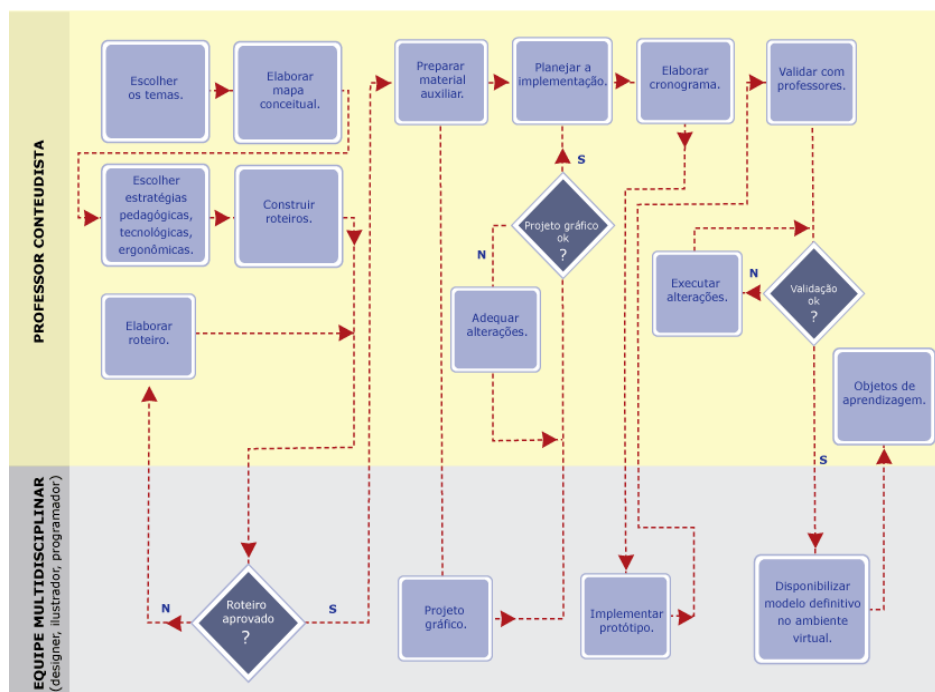 PROFESSOR CONTEUDISTA
Escolher
os temas.
Elaborar
mapa
conceitual.
Preparar
material
auxiliar.
Planejar a
implementação.
Elaborar
cronograma.
Validar com
professores.
Escolher
estratégias
pedagógicas,
tecnológicas,
ergonômicas.
Construir
roteiros.
S
Projeto gráfico
ok
?
N
Elaborar
roteiro.
Adequar
alterações.
Executar
alterações.
N
Validação
ok
?
Objetos de
aprendizagem.
S
EQUIPE MULTIDISCIPLINAR
(designer, ilustrador, programador)
N
Roteiro
aprovado
?
S
Projeto
gráfico.
Implementar
protótipo.
Disponibilizar
modelo definitivo
no ambiente
virtual.